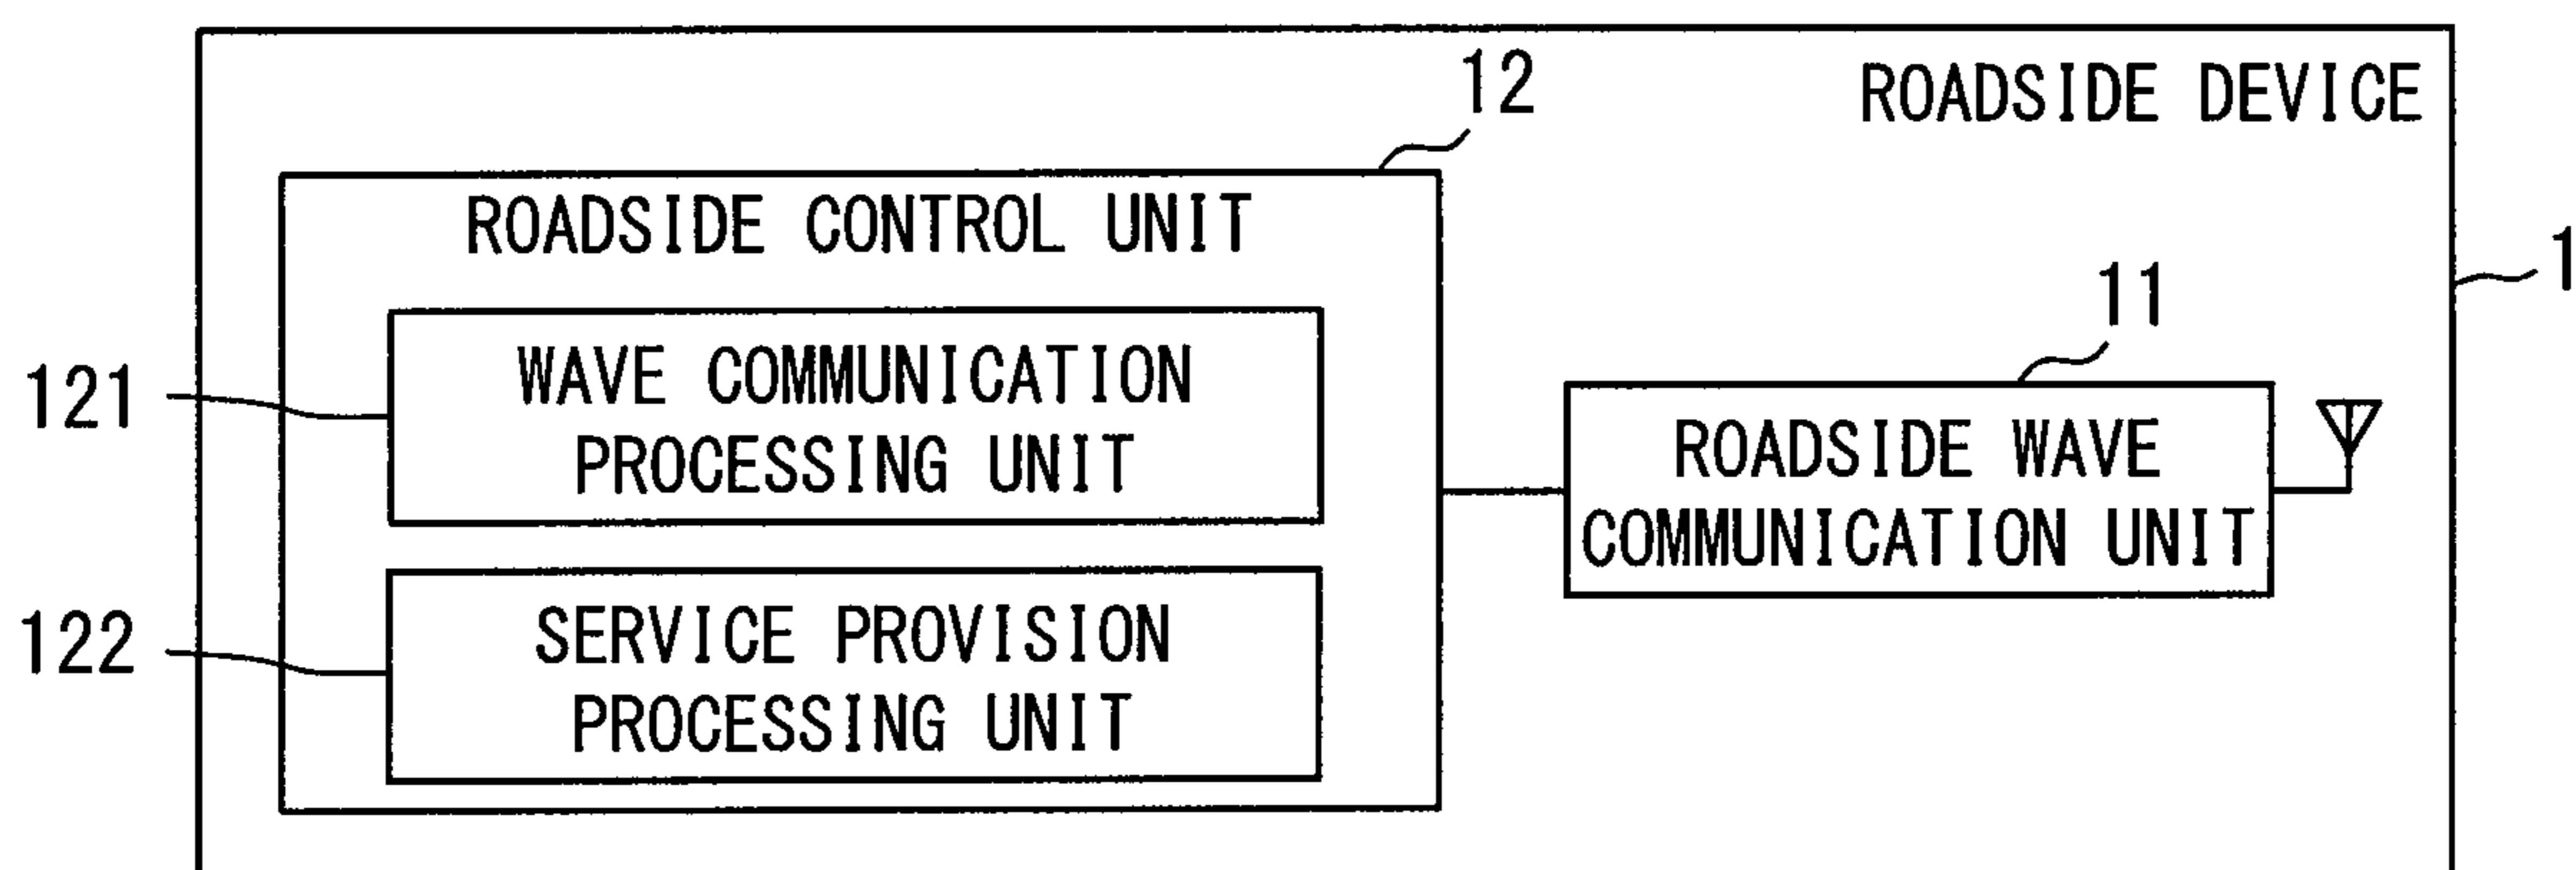 12
ROADSIDE DEVICE
ROADSIDE CONTROL UNIT
1
11
121
WAVE COMMUNICATION
PROCESSING UNIT
ROADSIDE WAVE
COMMUNICATION UNIT
122
SERVICE PROVISION
PROCESSING UNIT